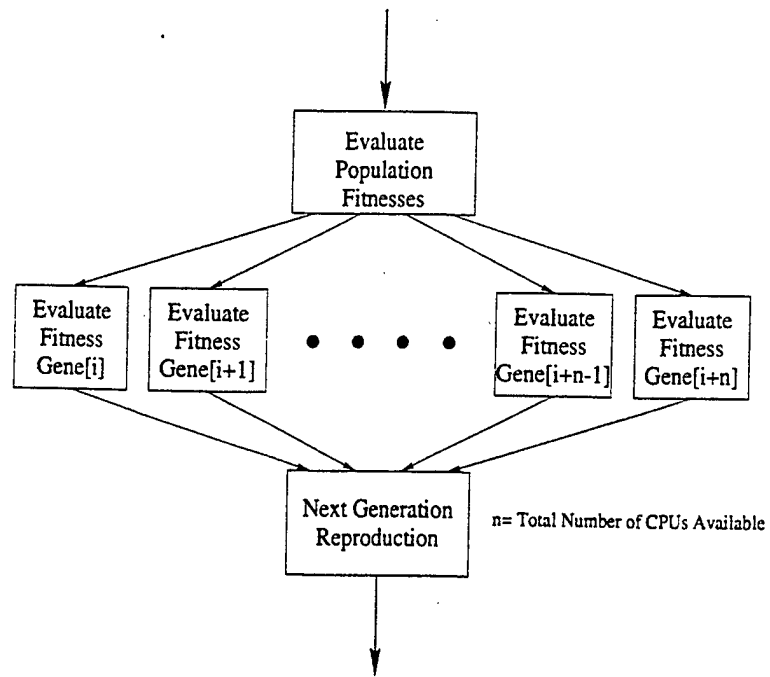 Evaluate
Population
Fitnesses
Evaluate
Fitness
Gene[i]
Evaluate
Fitness
Gene[i+1]
Evaluate
Fitness
Gene[i+n-1]
Evaluate
Fitness
Gene[i+n]
Next Generation
Reproduction
n= Total Number of CPUs Available